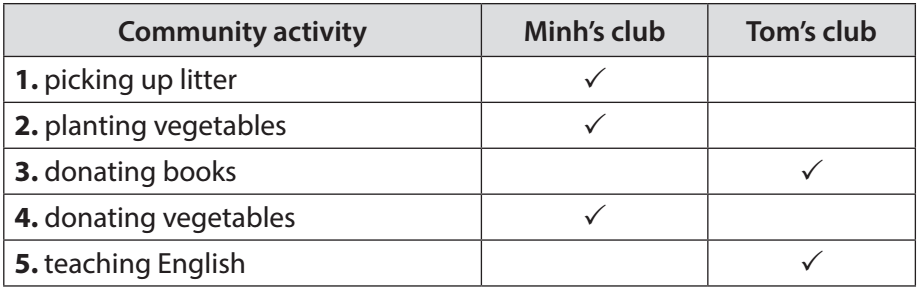 Community activity Minh's club Tom's club
1. picking up litter ✓
2. planting vegetables ✓
3. donating books ✓
4. donating vegetables ✓
5. teaching English ✓